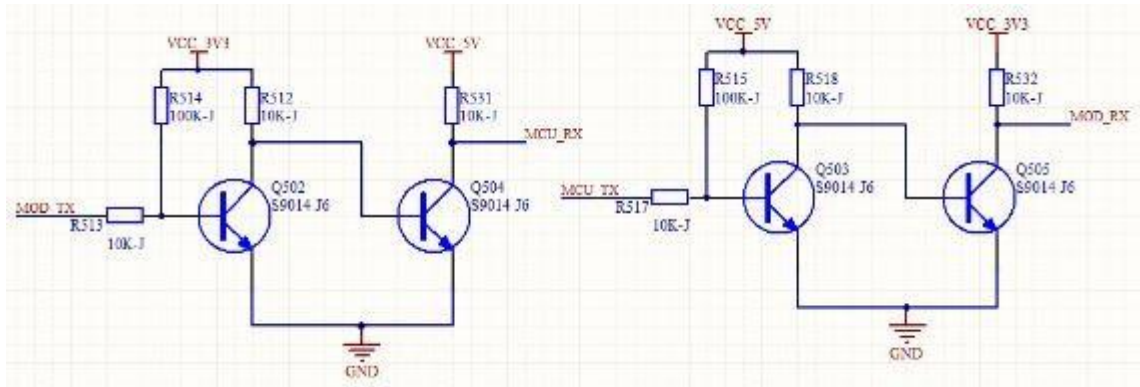 VCC_3V3
R514
100K-J
R512
10K-J
VCC_5V
R531
10K-J
MCU_RX
Q502
S9014 J6
Q504
S9014 J6
MOD_TX
R513
10K-J
GND
VCC_5V
R515
100K-J
R518
10K-J
VCC_3V3
R532
10K-J
MOD_RX
Q503
S9014 J6
Q505
S9014 J6
MCU_TX
R517
10K-J
GND